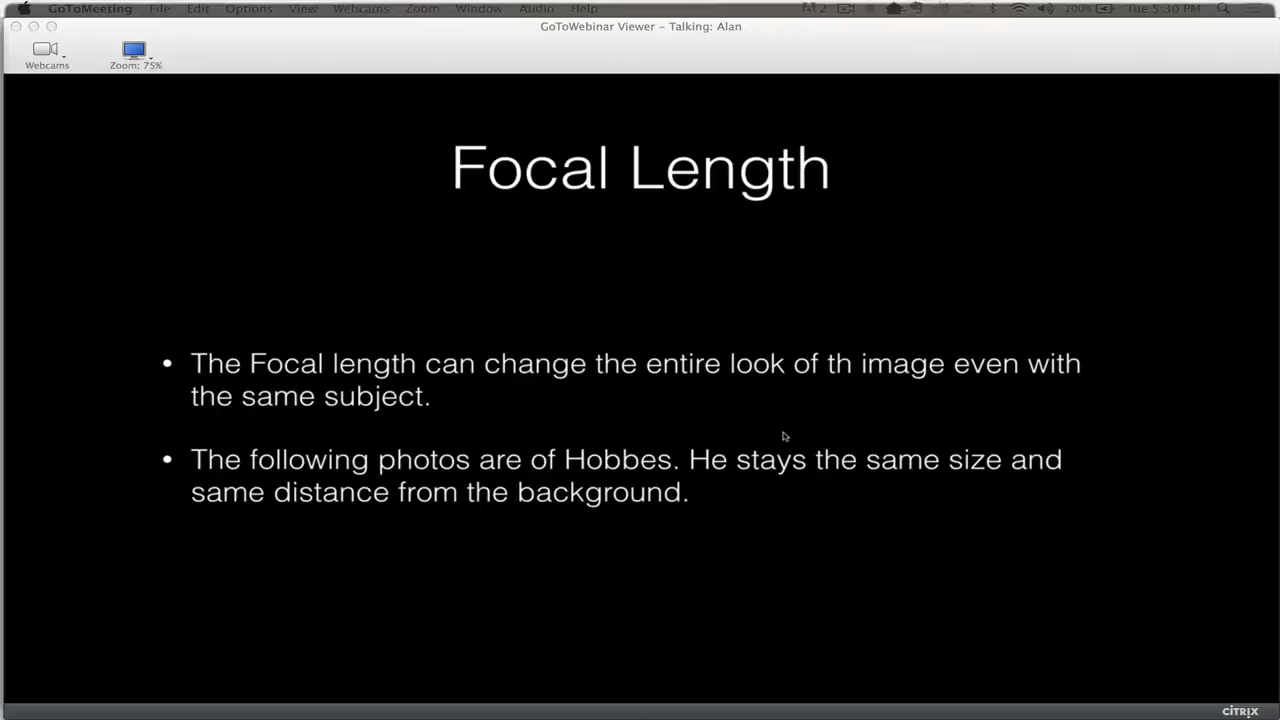 GoToMeeting File Edit Options View Webcams Zoom Window Audio Help 2 100% Tue 5:30 PM
GoToWebinar Viewer - Talking: Alan
Webcams Zoom: 75%
Focal Length
• The Focal length can change the entire look of th image even with
the same subject.
• The following photos are of Hobbes. He stays the same size and
same distance from the background.
CITRIX